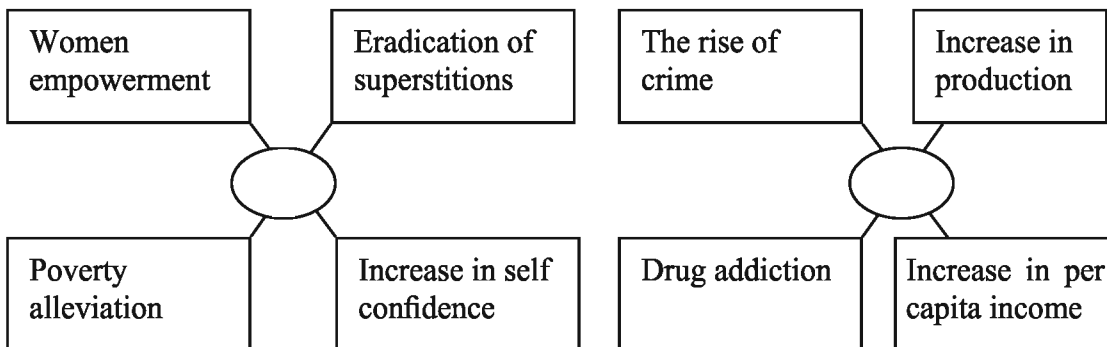 Women
empowerment
Eradication of
superstitions
The rise of
crime
Increase in
production
Poverty
alleviation
Increase in self
confidence
Drug addiction
Increase in per
capita income